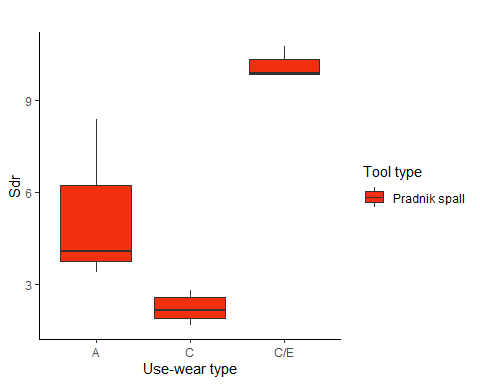 Sdr
9
6
3
A C C/E
Use-wear type
Tool type
Pradnik spall